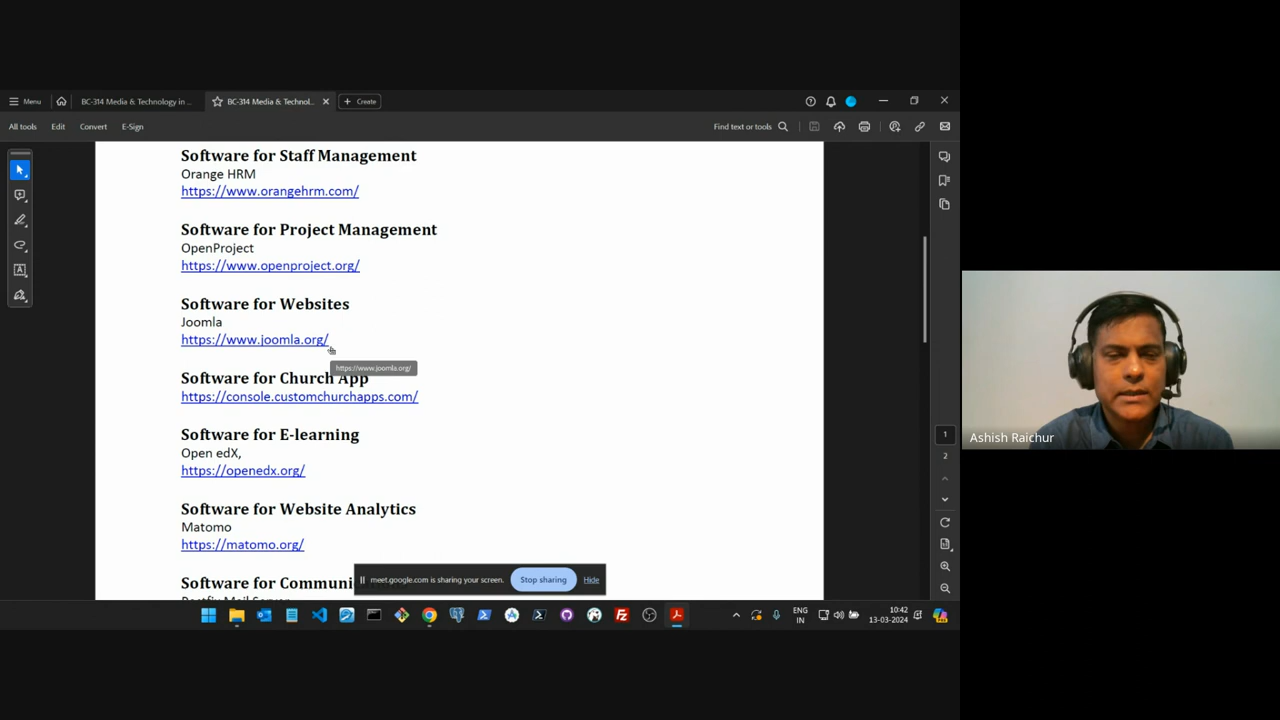 Menu
BC-314 Media & Technology in ...
BC-314 Media & Technol...
Create
All tools
Edit
Convert
E-Sign
Find text or tools
Software for Staff Management
Orange HRM
https://www.orangehrm.com/
Software for Project Management
OpenProject
https://www.openproject.org/
Software for Websites
Joomla
https://www.joomla.org/
https://www.joomla.org/
Software for Church App
https://console.customchurchapps.com/
Software for E-learning
Open edX,
https://openedx.org/
Software for Website Analytics
Matomo
https://matomo.org/
Software for Communi
Postfix Mail Server
meet.google.com is sharing your screen.
Stop sharing
Hide
1
2
ENG
IN
10:42
13-03-2024
Ashish Raichur